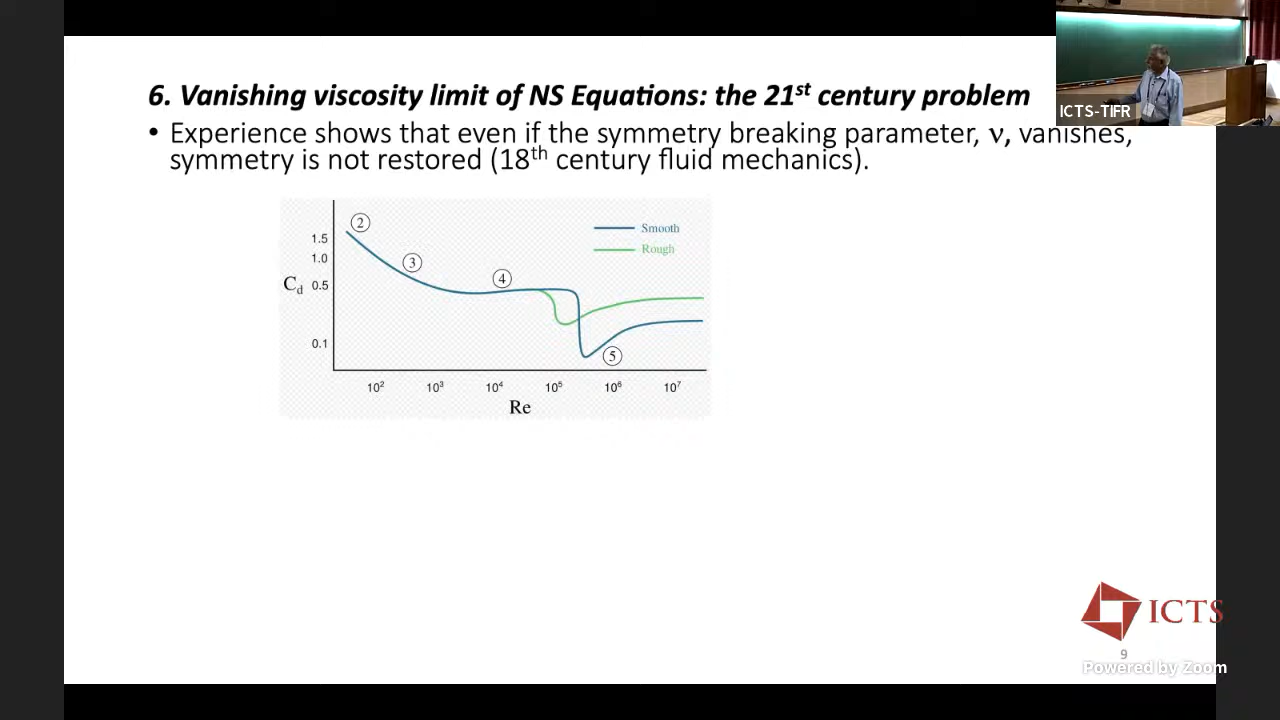 6. Vanishing viscosity limit of NS Equations: the 21st century problem
ICTS-TIFR
• Experience shows that even if the symmetry breaking parameter, ν, vanishes,
symmetry is not restored (18th century fluid mechanics).
②
Smooth
1.5
Rough
1.0
③
④
Cd
0.5
0.1
⑤
10² 10³ 10⁴ 10⁵ 10⁶ 10⁷
Re
ICTS
9
Powered by Zoom